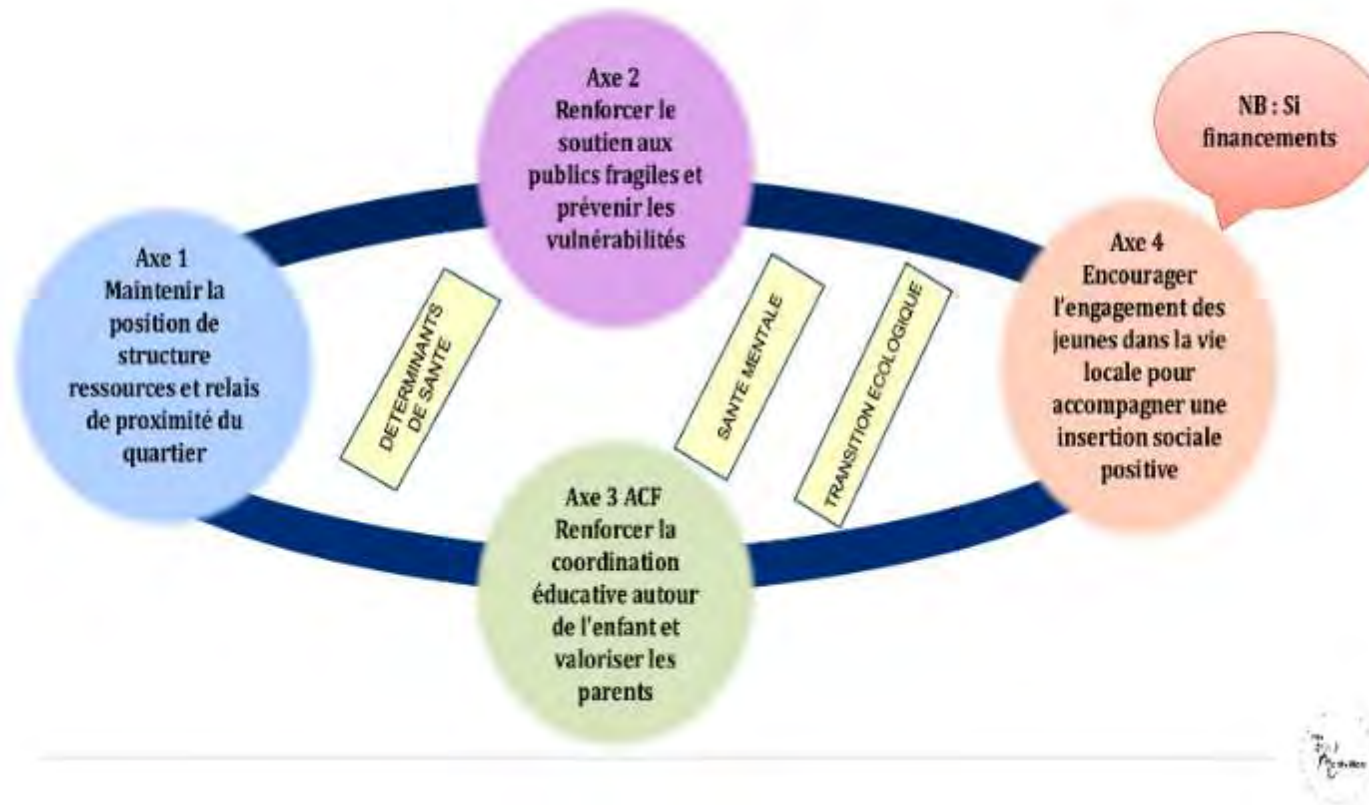 Axe 1
Maintenir la
position de
structure
ressources et relais
de proximité du
quartier
Axe 2
Renforcer le
soutien aux
publics fragiles et
prévenir les
vulnérabilités
NB : Si
financements
Axe 4
Encourager
l'engagement des
jeunes dans la vie
locale pour
accompagner une
insertion sociale
positive
DETERMINANTS
DE SANTE
SANTE MENTALE
TRANSITION ECOLOGIQUE
Axe 3 ACF
Renforcer la
coordination
éducative autour
de l'enfant et
valoriser les
parents